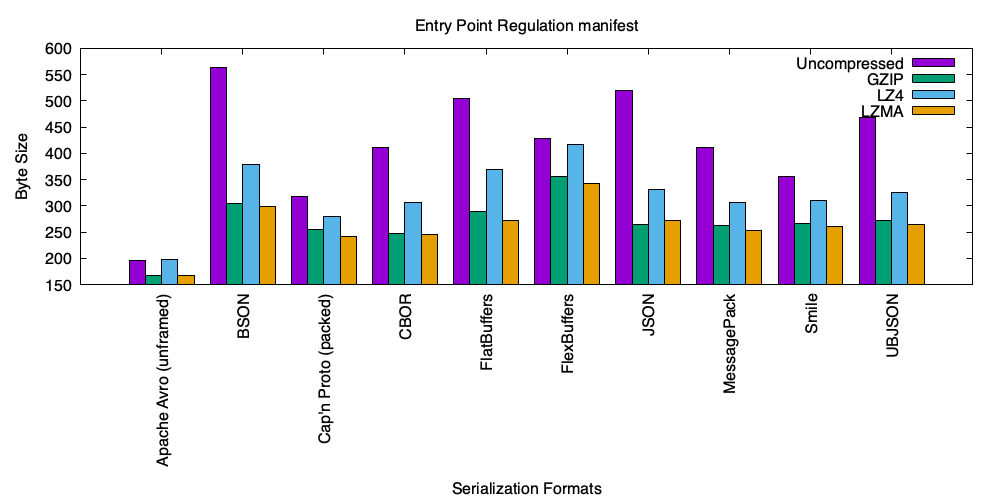 Entry Point Regulation manifest
600
550
500
450
400
350
300
250
200
150
Byte Size
Uncompressed
GZIP
LZ4
LZMA
Apache Avro (unframed)
BSON
Cap'n Proto (packed)
CBOR
FlatBuffers
FlexBuffers
JSON
MessagePack
Smile
UBJSON
Serialization Formats